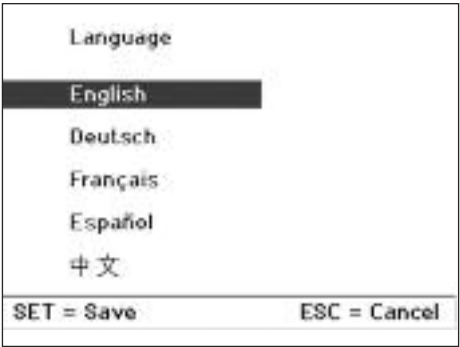 Language
English
Deutsch
Français
Español
中文
SET = Save ESC = Cancel